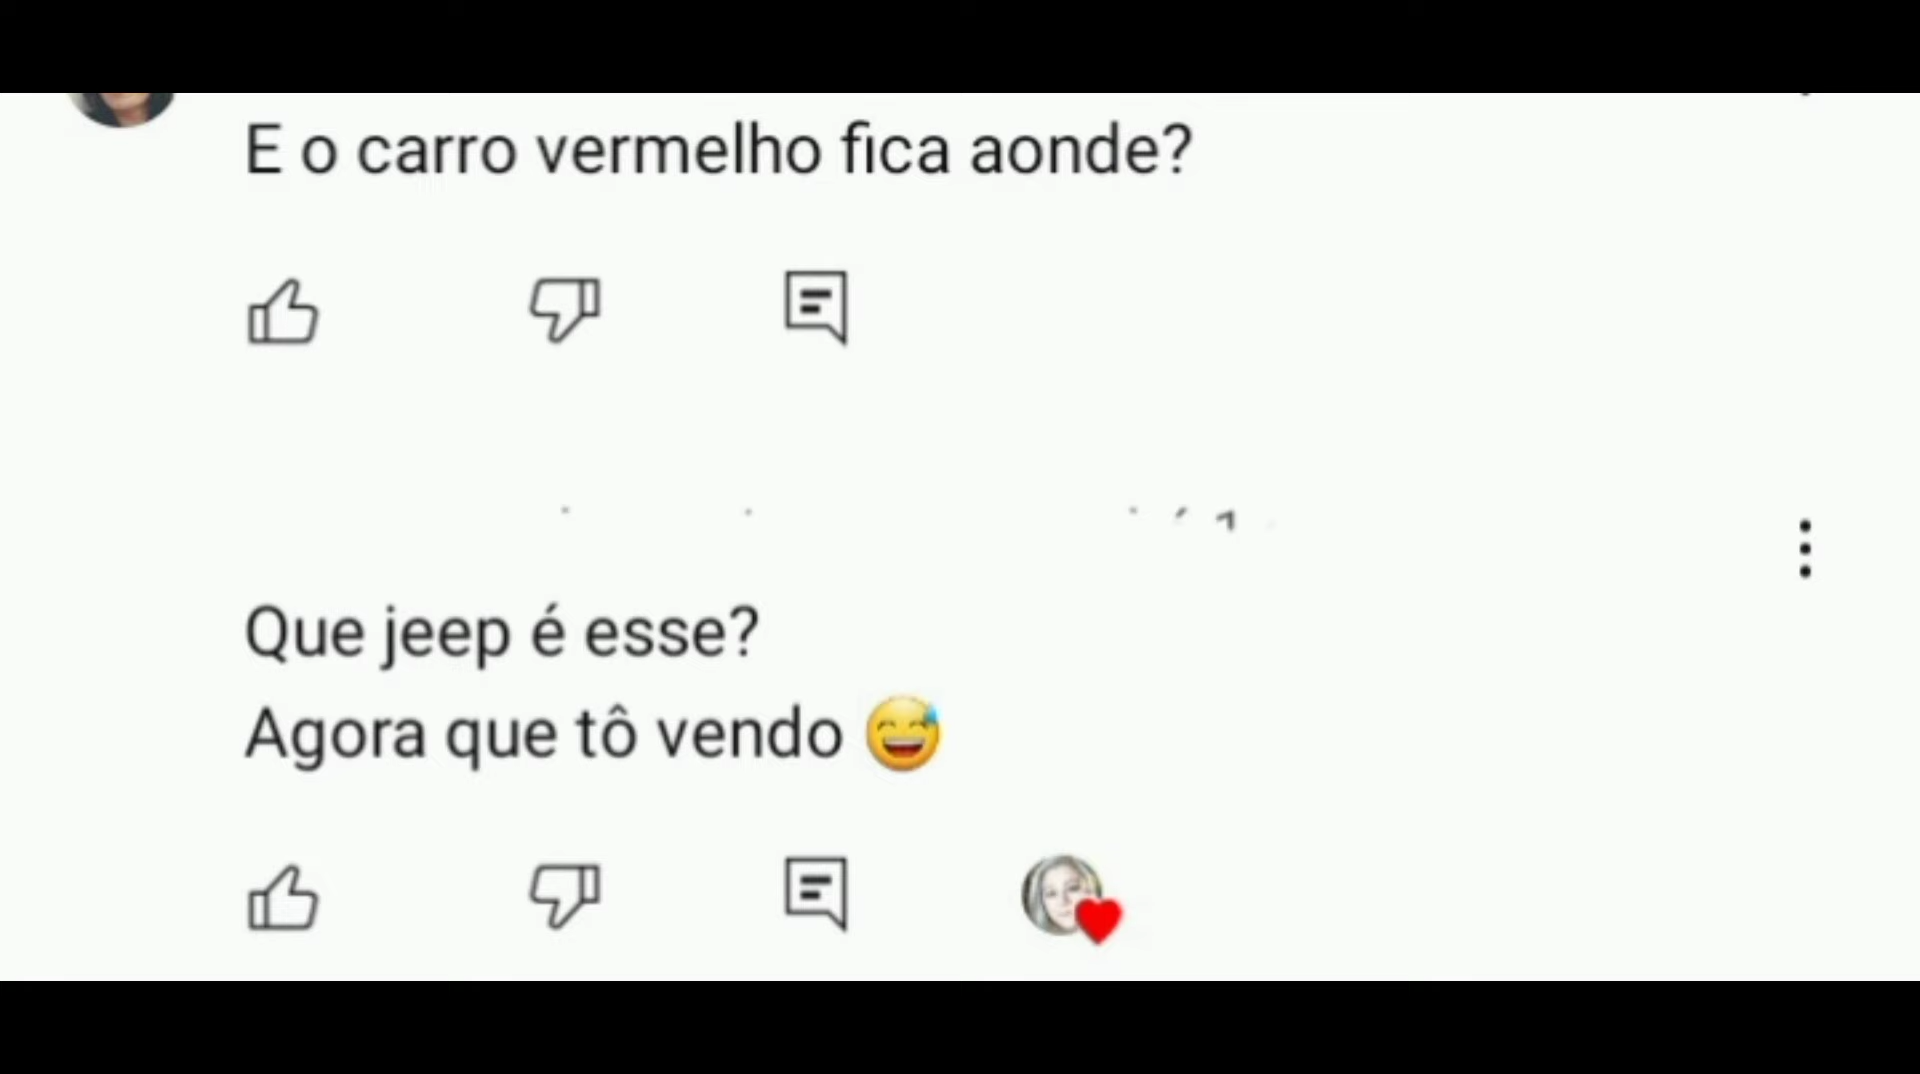 E o carro vermelho fica aonde?
Que jeep é esse?
Agora que tô vendo 😅